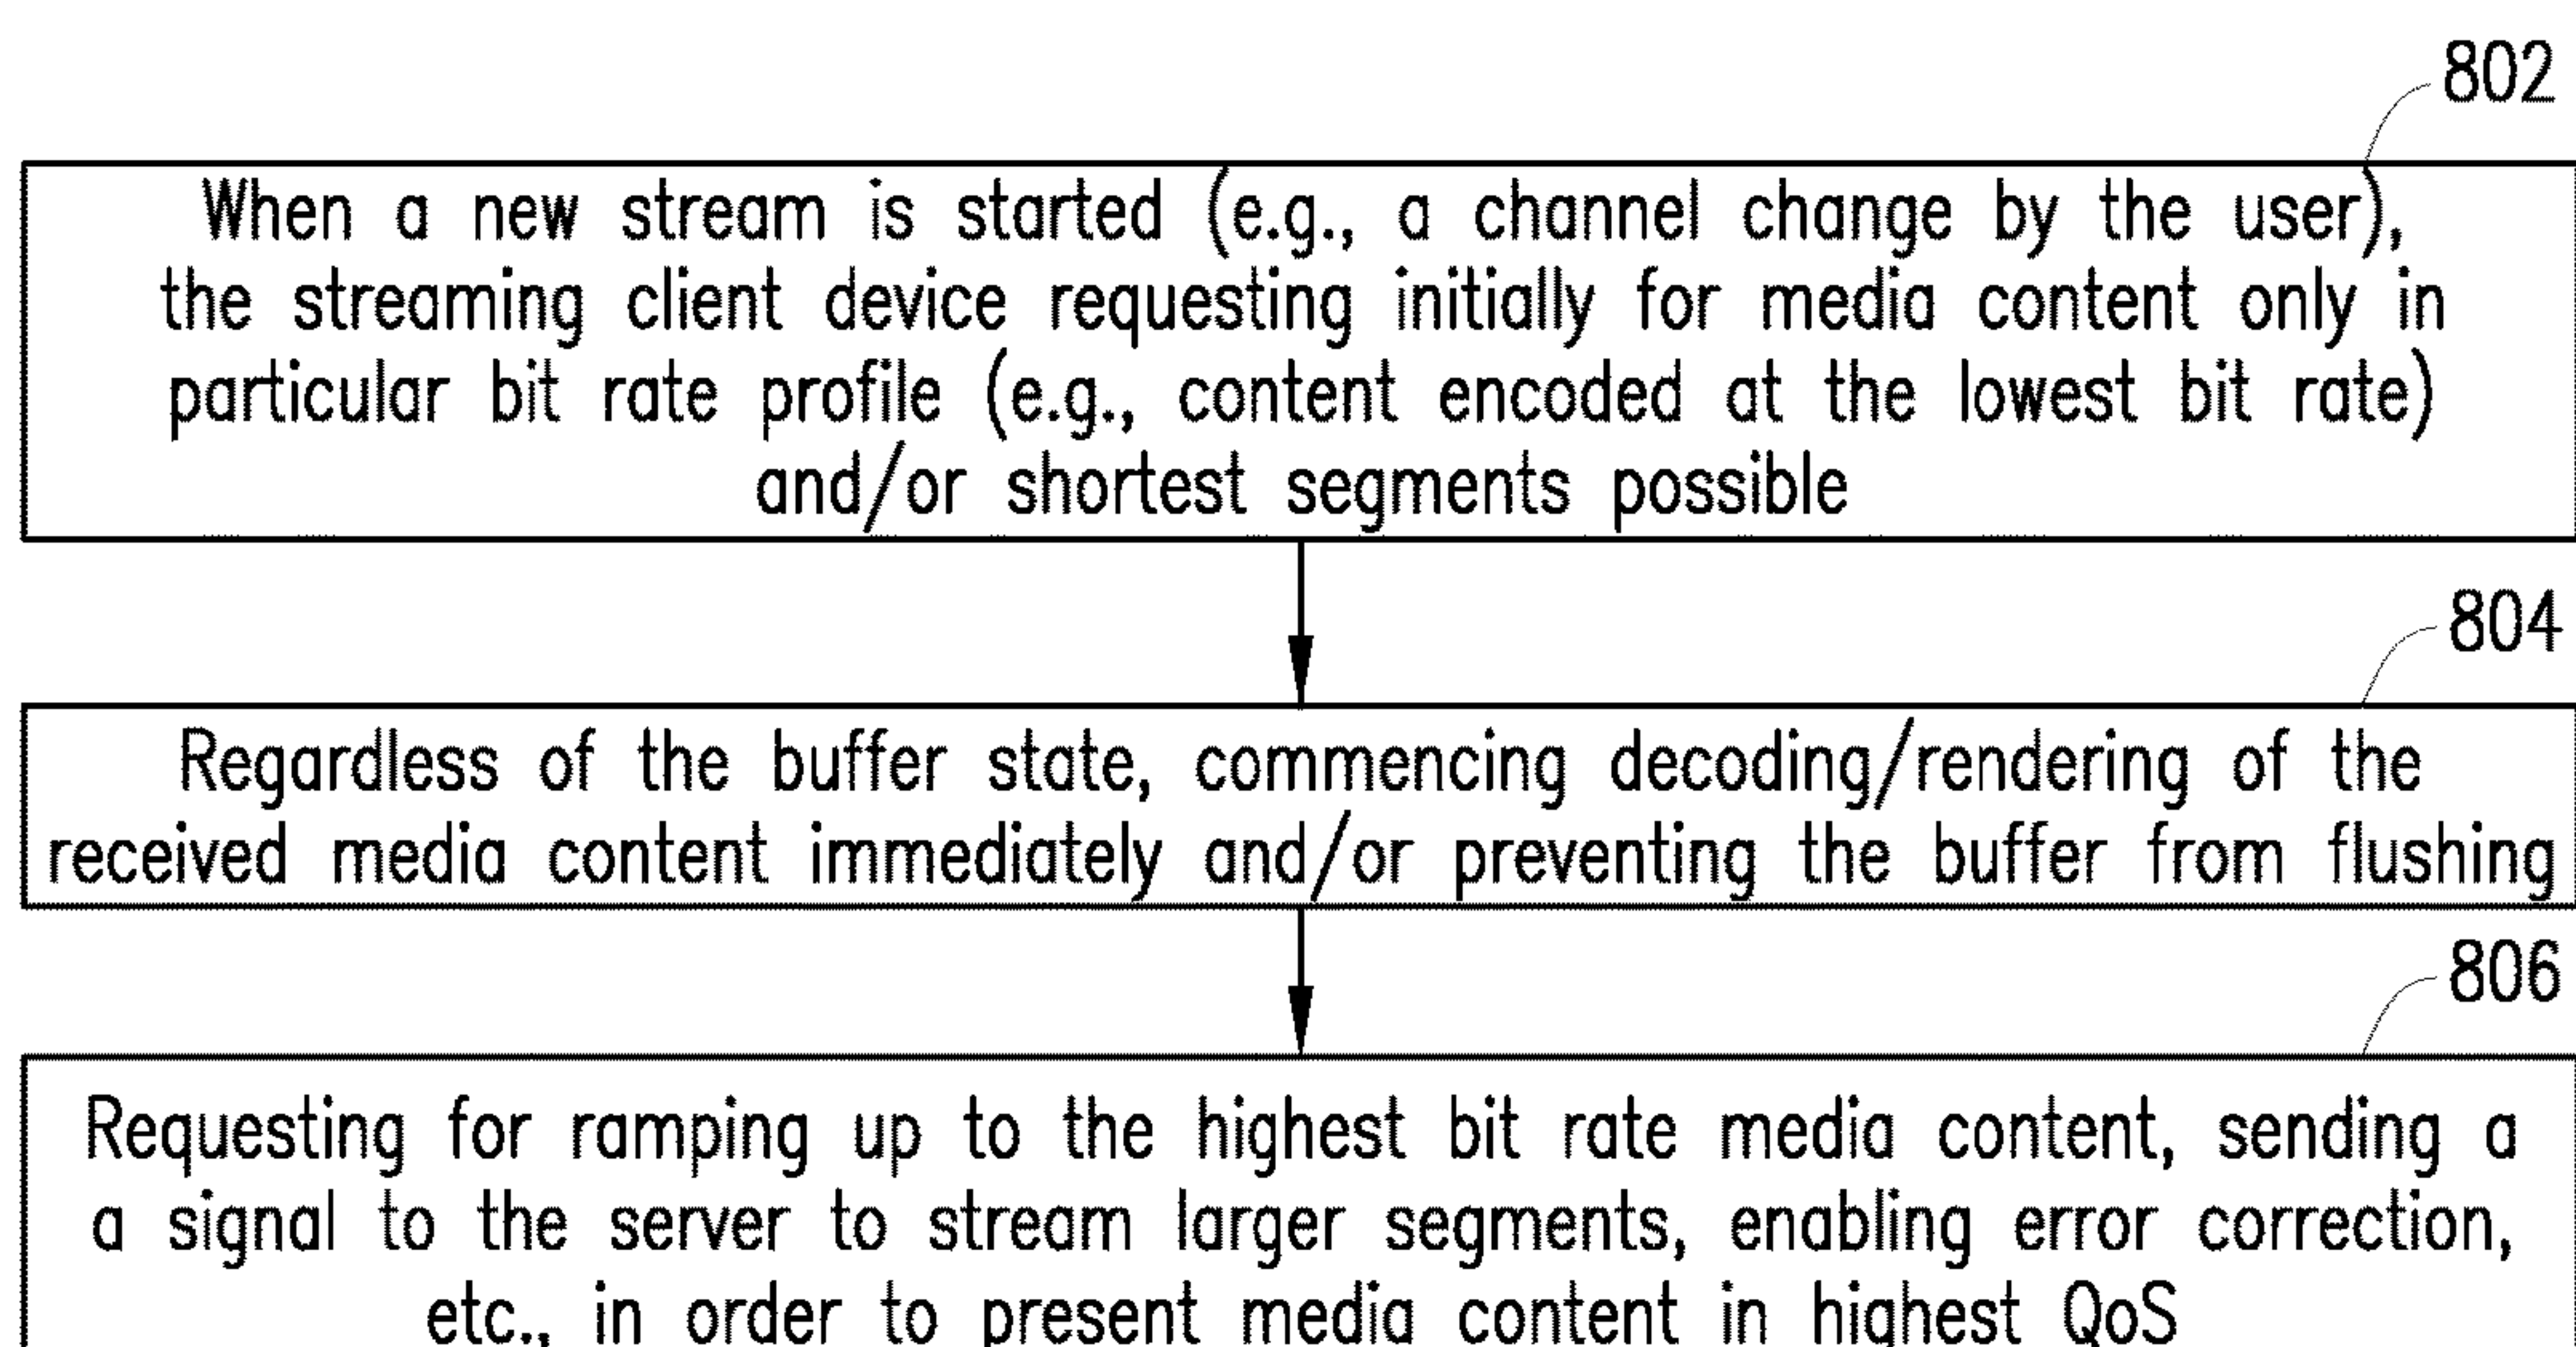 802
When a new stream is started (e.g., a channel change by the user),
the streaming client device requesting initially for media content only in
particular bit rate profile (e.g., content encoded at the lowest bit rate)
and/or shortest segments possible
804
Regardless of the buffer state, commencing decoding/rendering of the
received media content immediately and/or preventing the buffer from flushing
806
Requesting for ramping up to the highest bit rate media content, sending a
a signal to the server to stream larger segments, enabling error correction,
etc., in order to present media content in highest QoS